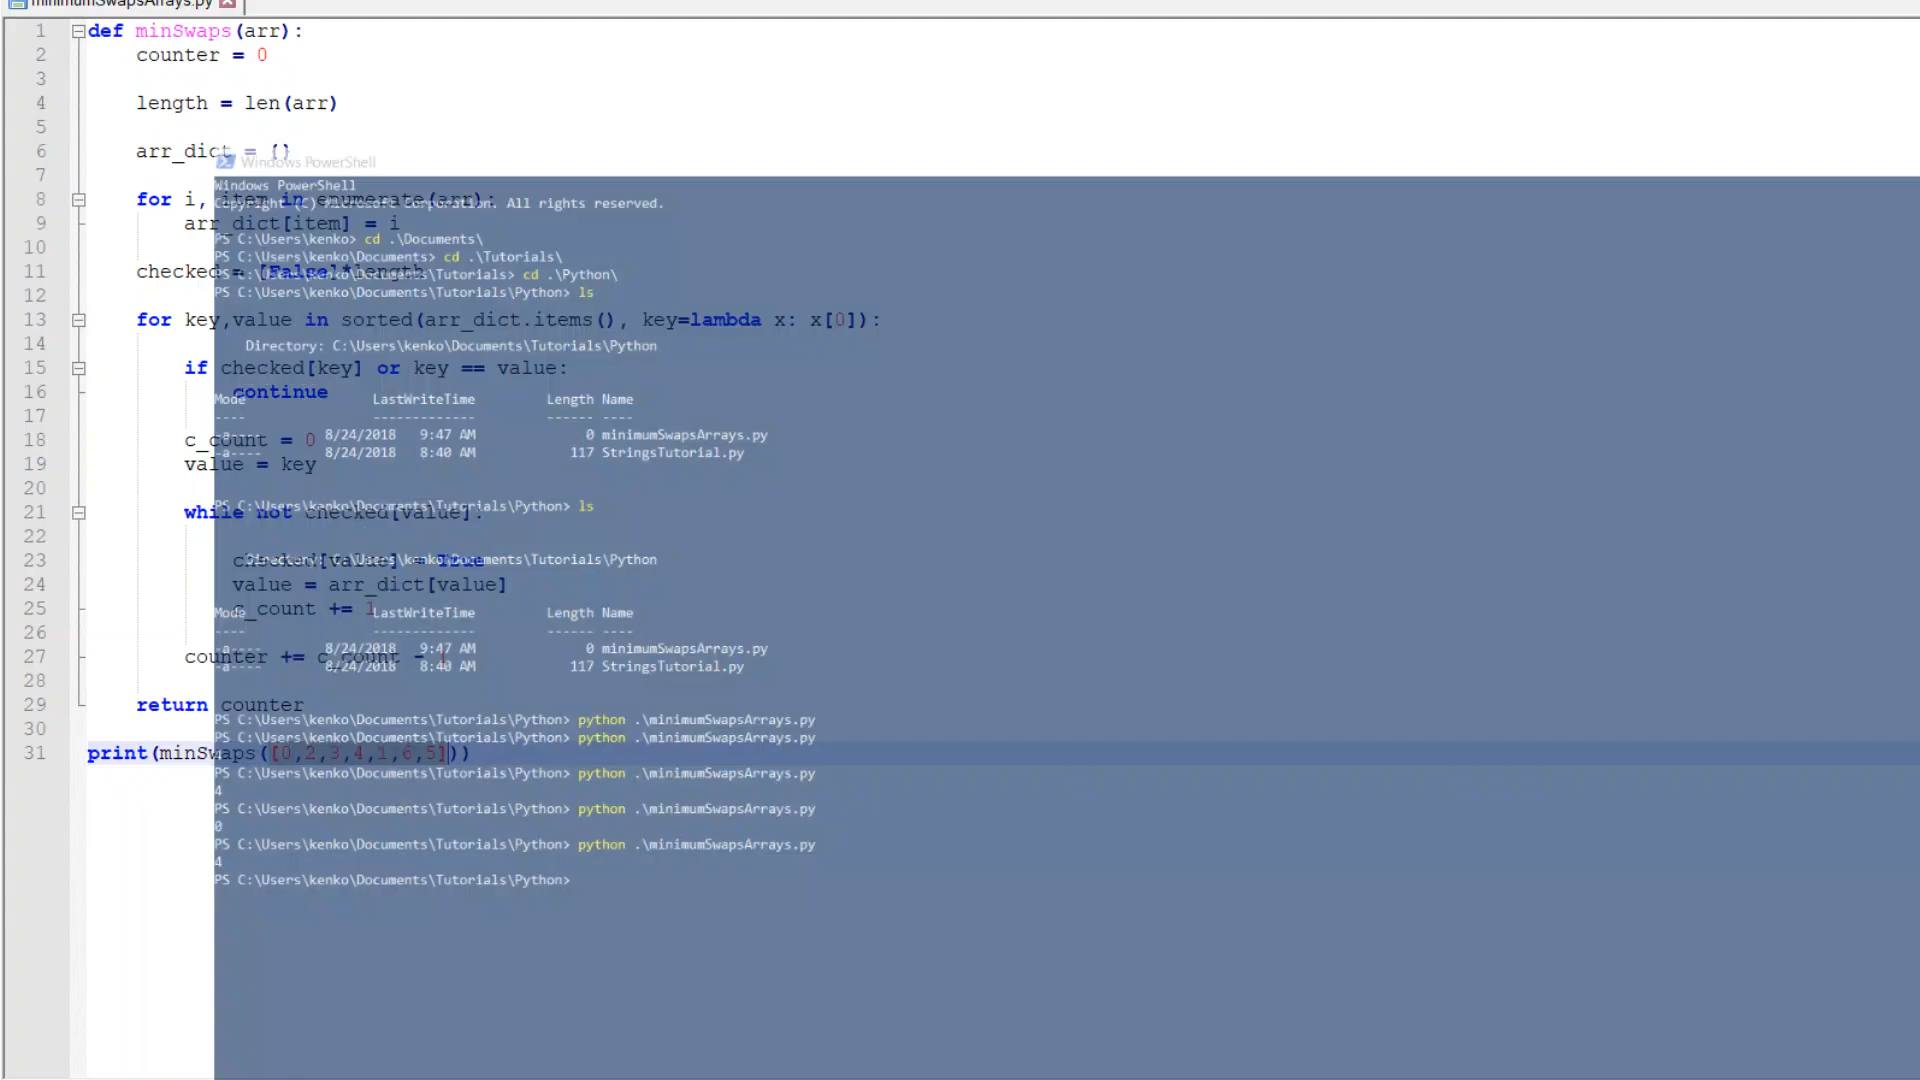 minimumSwapsArrays.py
1 def minSwaps(arr):
2 counter = 0
3
4 length = len(arr)
5
6 arr_dict = {}
7
8 for i, item in enumerate(arr):
9 arr_dict[item] = i
10
11 checked = [False]*length
12
13 for key,value in sorted(arr_dict.items(), key=lambda x: x[0]):
14
15 if checked[key] or key == value:
16 continue
17
18 c_count = 0
19 value = key
20
21 while not checked[value]:
22
23 checked[value] = True
24 value = arr_dict[value]
25 c_count += 1
26
27 counter += c_count - 1
28
29 return counter
30
31 print(minSwaps([0,2,3,4,1,6,5]))
Windows PowerShell
Windows PowerShell
Copyright (C) Microsoft Corporation. All rights reserved.
PS C:\Users\kenko> cd .\Documents\
PS C:\Users\kenko\Documents> cd .\Tutorials\
PS C:\Users\kenko\Documents\Tutorials> cd .\Python\
PS C:\Users\kenko\Documents\Tutorials\Python> ls
Directory: C:\Users\kenko\Documents\Tutorials\Python
Mode LastWriteTime Length Name
---- ------------- ------ ----
-a---- 8/24/2018 9:47 AM 0 minimumSwapsArrays.py
-a---- 8/24/2018 8:40 AM 117 StringsTutorial.py
PS C:\Users\kenko\Documents\Tutorials\Python> ls
Directory: C:\Users\kenko\Documents\Tutorials\Python
Mode LastWriteTime Length Name
---- ------------- ------ ----
-a---- 8/24/2018 9:47 AM 0 minimumSwapsArrays.py
-a---- 8/24/2018 8:40 AM 117 StringsTutorial.py
PS C:\Users\kenko\Documents\Tutorials\Python> python .\minimumSwapsArrays.py
PS C:\Users\kenko\Documents\Tutorials\Python> python .\minimumSwapsArrays.py
PS C:\Users\kenko\Documents\Tutorials\Python> python .\minimumSwapsArrays.py
4
PS C:\Users\kenko\Documents\Tutorials\Python> python .\minimumSwapsArrays.py
0
PS C:\Users\kenko\Documents\Tutorials\Python> python .\minimumSwapsArrays.py
4
PS C:\Users\kenko\Documents\Tutorials\Python>